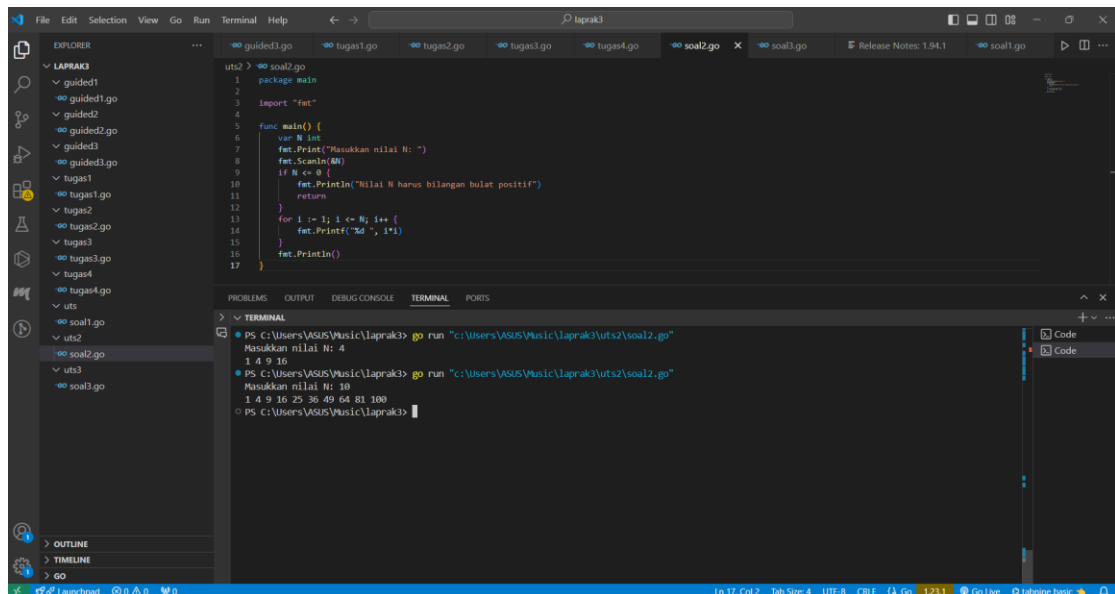 File Edit Selection View Go Run Terminal Help
laprak3
EXPLORER
LAPRAK3
guided1
guided1.go
guided2
guided2.go
guided3
guided3.go
tugas1
tugas1.go
tugas2
tugas2.go
tugas3
tugas3.go
tugas4
tugas4.go
uts
soal1.go
uts2
soal2.go
uts3
soal3.go
OUTLINE
TIMELINE
GO
guided3.go tugas1.go tugas2.go tugas3.go tugas4.go soal2.go soal3.go Release Notes: 1.94.1 soal1.go
uts2 > soal2.go
1 package main
2
3 import "fmt"
4
5 func main() {
6 var N int
7 fmt.Print("Masukkan nilai N: ")
8 fmt.Scanln(&N)
9 if N <= 0 {
10 fmt.Println("Nilai N harus bilangan bulat positif")
11 return
12 }
13 for i := 1; i <= N; i++ {
14 fmt.Printf("%d ", i*i)
15 }
16 fmt.Println()
17 }
PROBLEMS OUTPUT DEBUG CONSOLE TERMINAL PORTS
TERMINAL
PS C:\Users\ASUS\Music\laprak3> go run "c:\Users\ASUS\Music\laprak3\uts2\soal2.go"
Masukkan nilai N: 4
1 4 9 16
PS C:\Users\ASUS\Music\laprak3> go run "c:\Users\ASUS\Music\laprak3\uts2\soal2.go"
Masukkan nilai N: 10
1 4 9 16 25 36 49 64 81 100
PS C:\Users\ASUS\Music\laprak3>
Code
Code
Launchpad 0 0 0 Ln 17, Col 2 Tab Size: 4 UTF-8 CRLF Go 1.23.1 Go Live tabnine basic